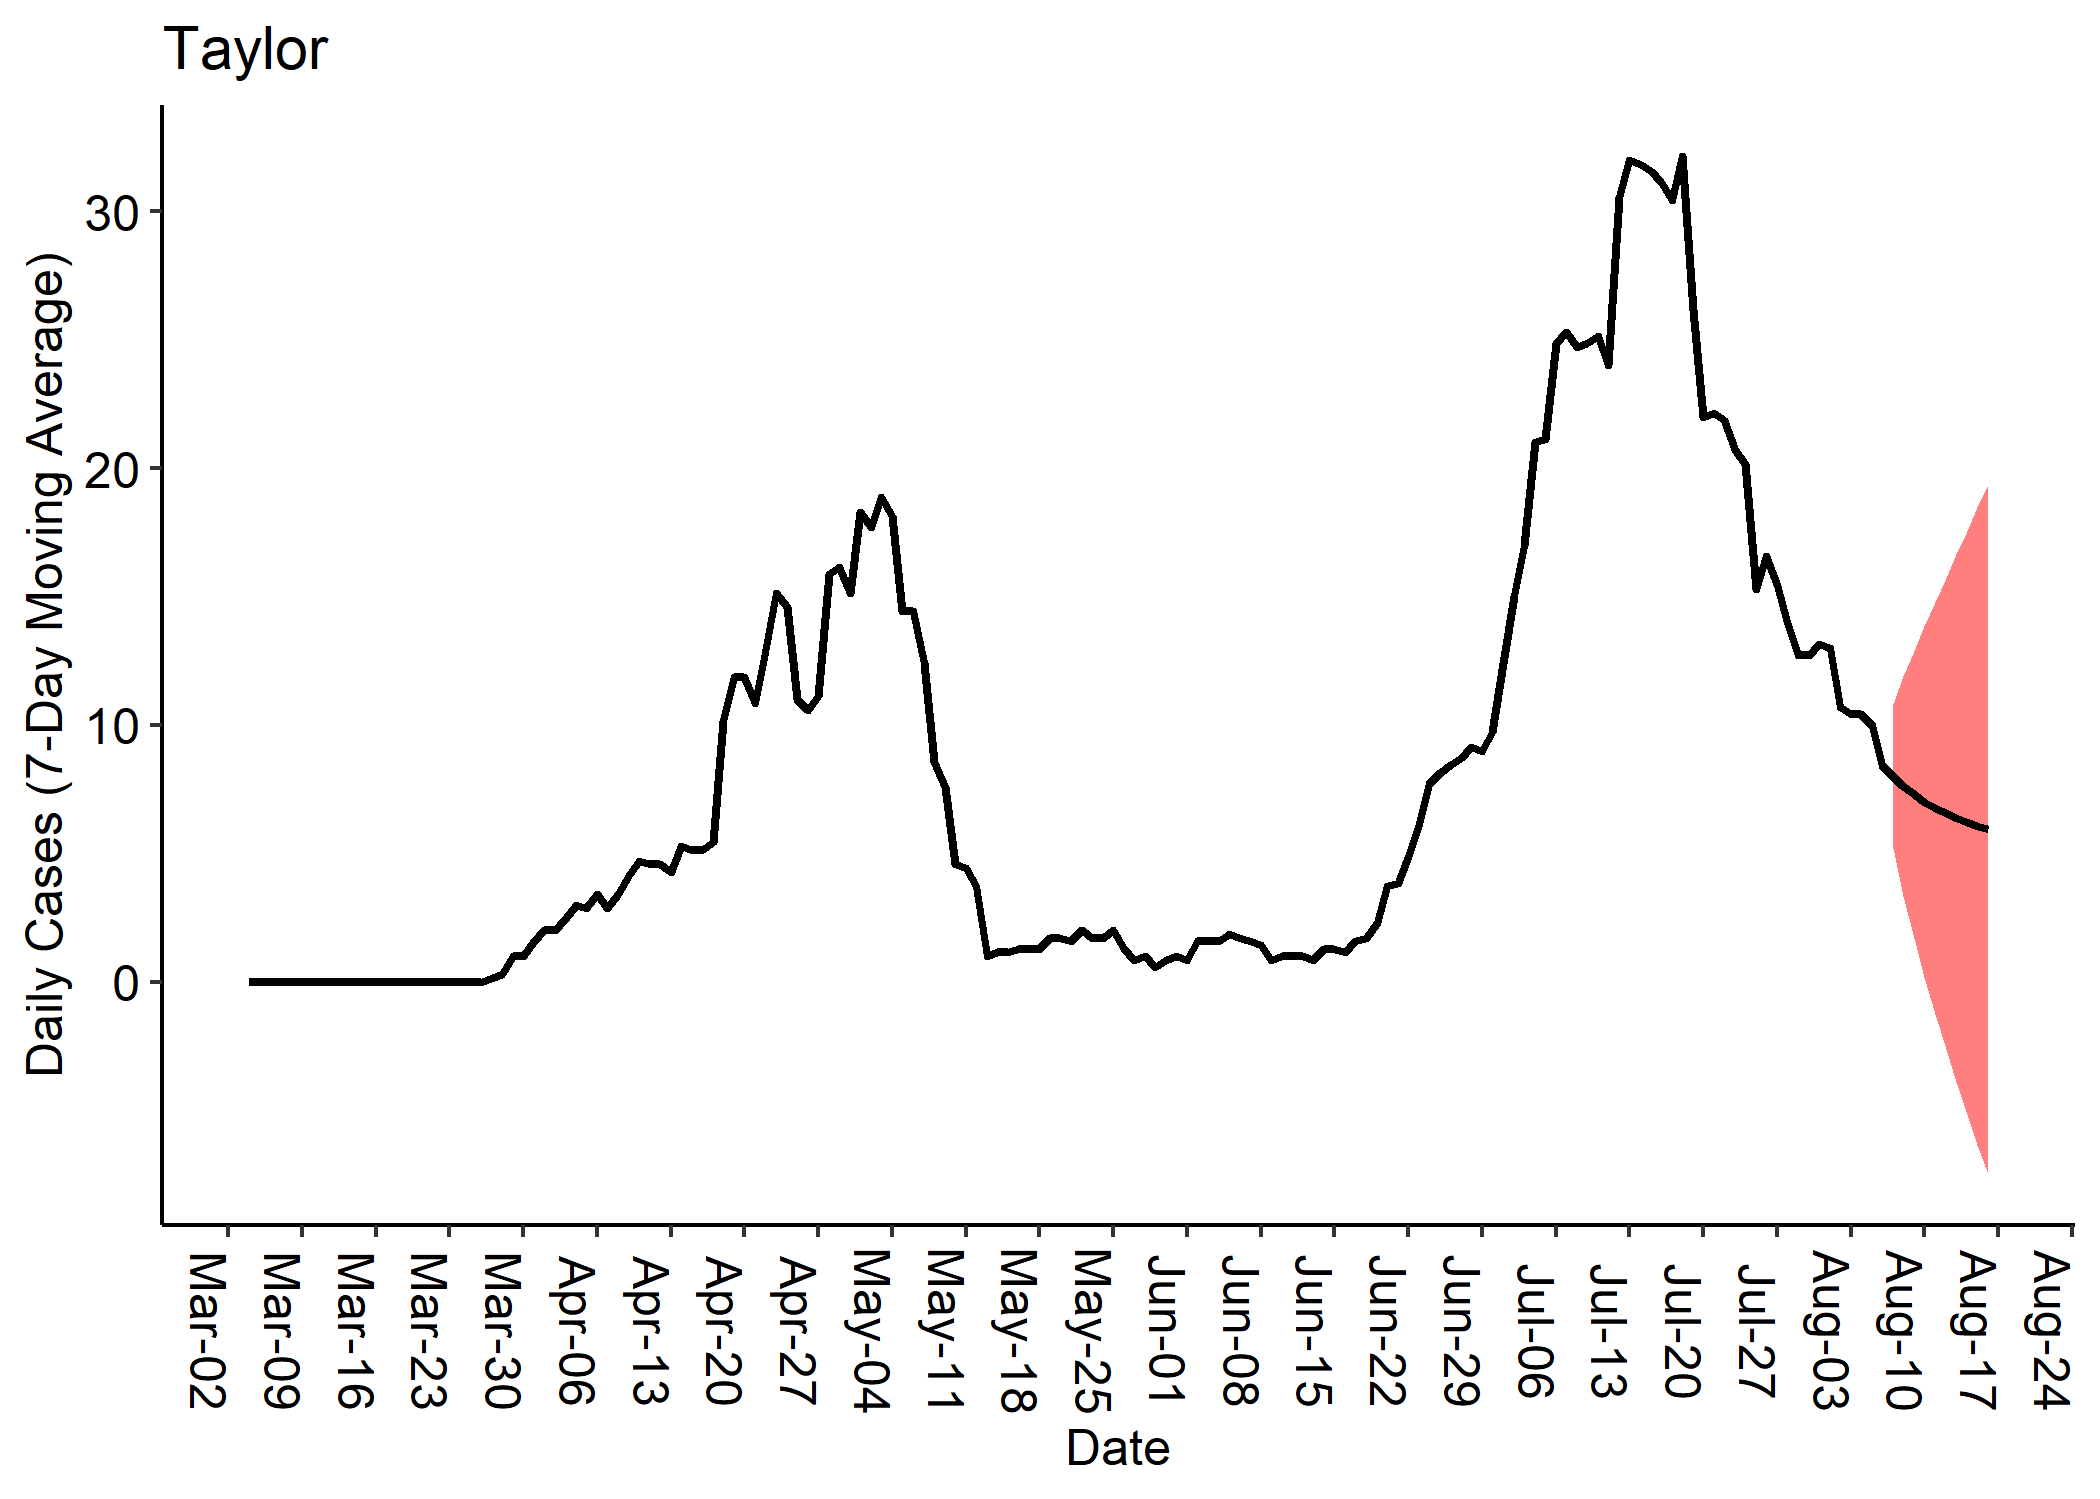 Taylor
Daily Cases (7-Day Moving Average)
30
20
10
0
Mar-02
Mar-09
Mar-16
Mar-23
Mar-30
Apr-06
Apr-13
Apr-20
Apr-27
May-04
May-11
May-18
May-25
Jun-01
Jun-08
Jun-15
Jun-22
Jun-29
Jul-06
Jul-13
Jul-20
Jul-27
Aug-03
Aug-10
Aug-17
Aug-24
Date